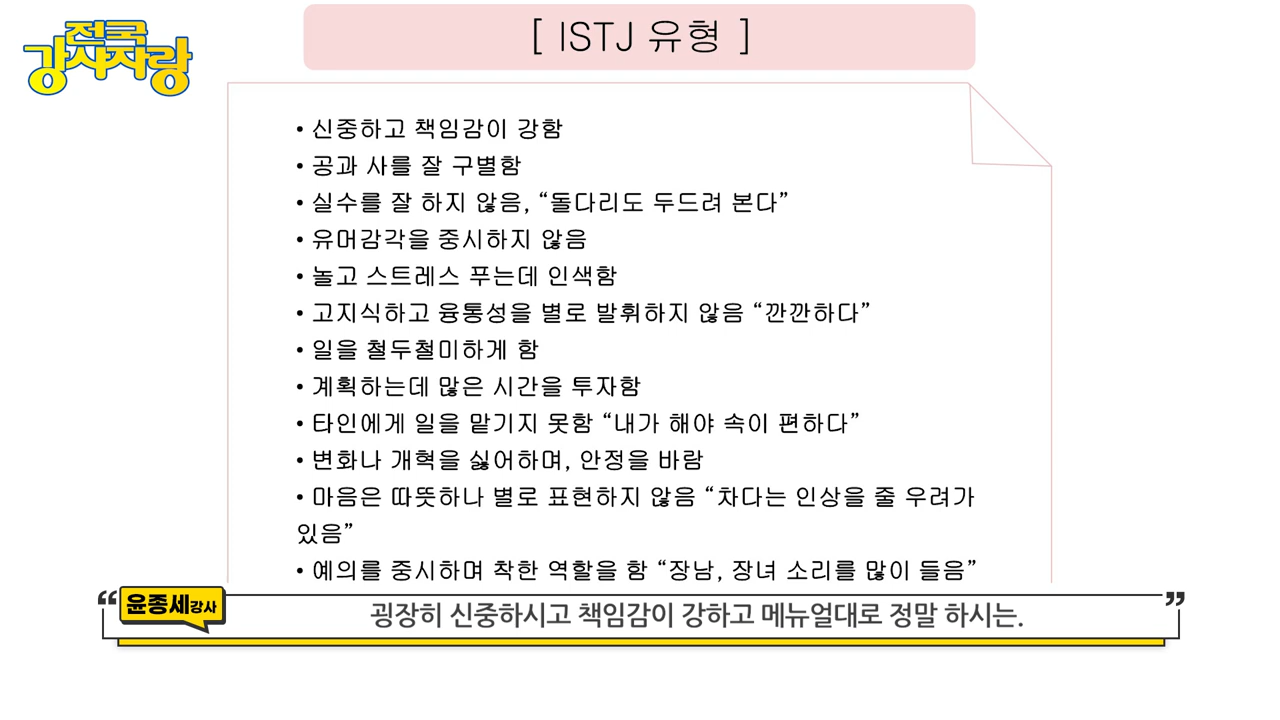 전국
강사자랑
[ ISTJ 유형 ]
• 신중하고 책임감이 강함
• 공과 사를 잘 구별함
• 실수를 잘 하지 않음, “돌다리도 두드려 본다”
• 유머감각을 중시하지 않음
• 놀고 스트레스 푸는데 인색함
• 고지식하고 융통성을 별로 발휘하지 않음 “깐깐하다”
• 일을 철두철미하게 함
• 계획하는데 많은 시간을 투자함
• 타인에게 일을 맡기지 못함 “내가 해야 속이 편하다”
• 변화나 개혁을 싫어하며, 안정을 바람
• 마음은 따뜻하나 별로 표현하지 않음 “차다는 인상을 줄 우려가
있음”
• 예의를 중시하며 착한 역할을 함 “장남, 장녀 소리를 많이 들음”
“ 윤종세강사 굉장히 신중하시고 책임감이 강하고 메뉴얼대로 정말 하시는. ”